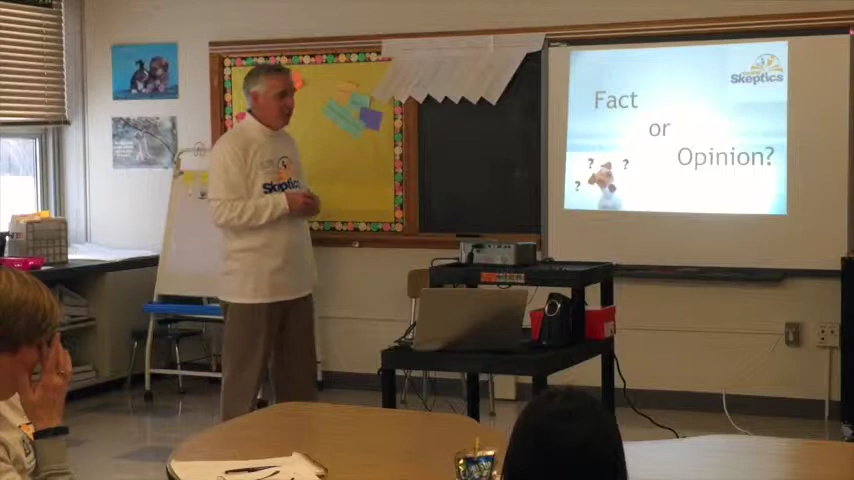 Skeptics
Fact
or
Opinion?
? ? ?
?
Skeptics